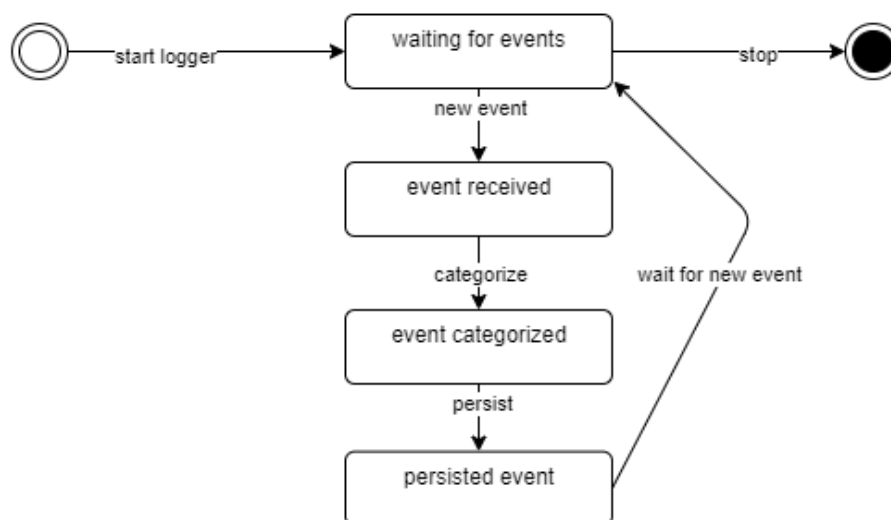 waiting for events
start logger
stop
new event
event received
categorize
wait for new event
event categorized
persist
persisted event